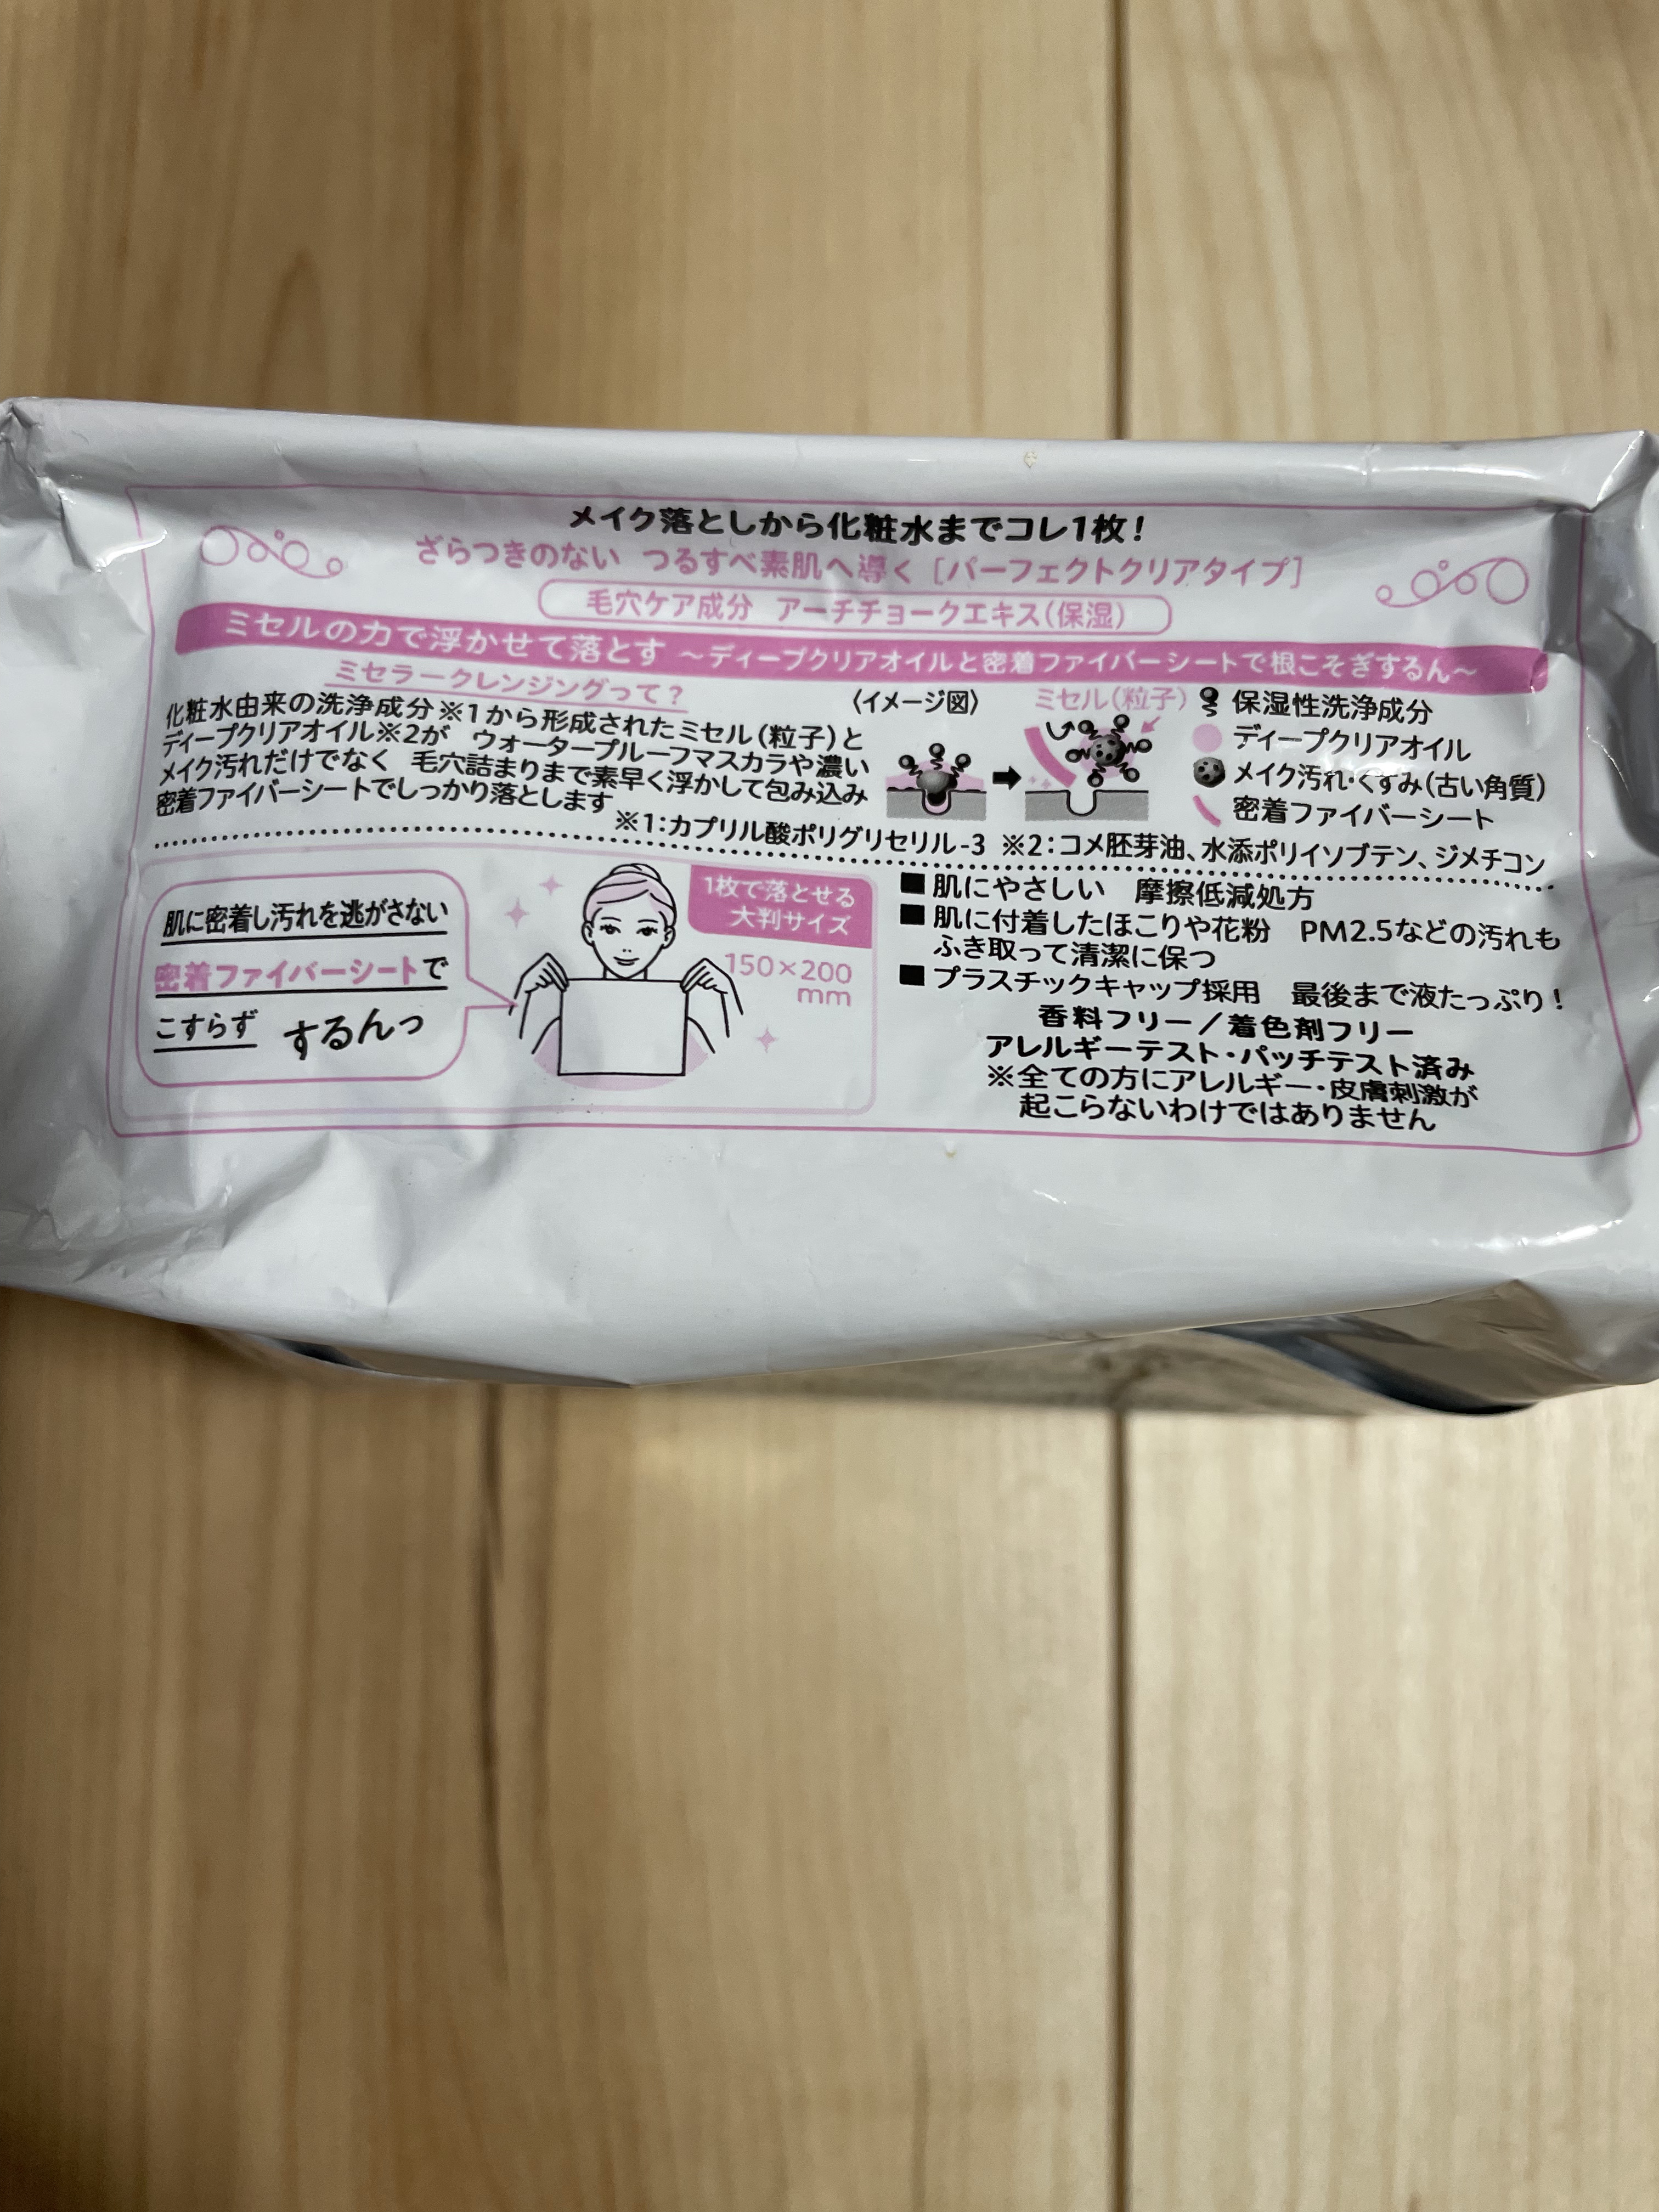 メイク落としから化粧水までコレ1枚!
ざらつきのない つるすべ素肌へ導く [パーフェクトクリアタイプ]
毛穴ケア成分 アーチチョークエキス(保湿)
ミセルの力で浮かせて落とす ~ディープクリアオイルと密着ファイバーシートで根こそぎするん~
ミセラークレンジングって?
化粧水由来の洗浄成分※1から形成されたミセル(粒子)と
ディープクリアオイル※2が ウォータープルーフマスカラや濃い
メイク汚れだけでなく 毛穴詰まりまで素早く浮かして包み込み
密着ファイバーシートでしっかり落とします
〈イメージ図〉
ミセル(粒子)
保湿性洗浄成分
ディープクリアオイル
メイク汚れ・くすみ(古い角質)
密着ファイバーシート
※1:カプリル酸ポリグリセリル-3 ※2:コメ胚芽油、水添ポリイソブテン、ジメチコン
肌に密着し汚れを逃がさない
密着ファイバーシートで
こすらず するんっ
1枚で落とせる
大判サイズ
150×200
mm
■肌にやさしい 摩擦低減処方
■肌に付着したほこりや花粉 PM2.5などの汚れも
ふき取って清潔に保つ
■プラスチックキャップ採用 最後まで液たっぷり!
香料フリー/着色剤フリー
アレルギーテスト・パッチテスト済み
※全ての方にアレルギー・皮膚刺激が
起こらないわけではありません